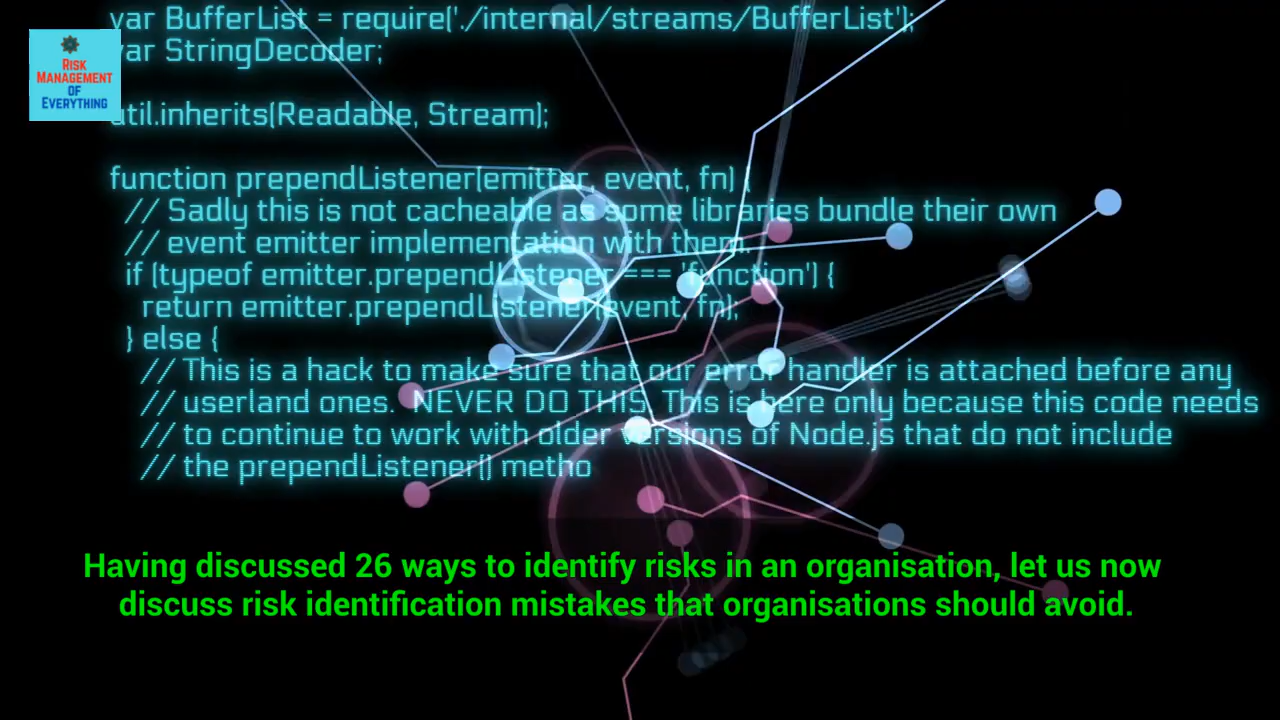 var BufferList = require('./internal/streams/BufferList');
var StringDecoder;
RISK
MANAGEMENT
OF
EVERYTHING
util.inherits(Readable, Stream);
function prependListener(emitter, event, fn) {
// Sadly this is not cacheable as some libraries bundle their own
// event emitter implementation with them.
if (typeof emitter.prependListener === 'function') {
return emitter.prependListener(event, fn);
} else {
// This is a hack to make sure that our error handler is attached before any
// userland ones. NEVER DO THIS. This is here only because this code needs
// to continue to work with older versions of Node.js that do not include
// the prependListener() metho
Having discussed 26 ways to identify risks in an organisation, let us now
discuss risk identification mistakes that organisations should avoid.